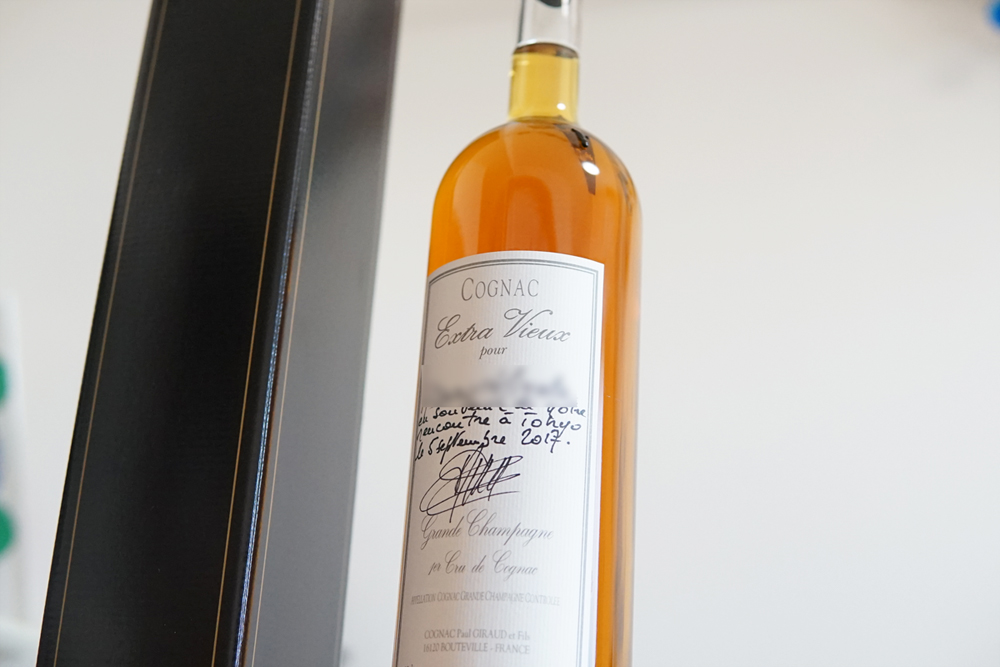 COGNAC
Extra Vieux
pour
en souvenir de votre
rencontre à Tokyo
le 5 septembre 2017.
Grande Champagne
1er Cru de Cognac
APPELLATION COGNAC GRANDE CHAMPAGNE CONTROLEE
COGNAC Paul GIRAUD et Fils
16120 BOUTEVILLE - FRANCE